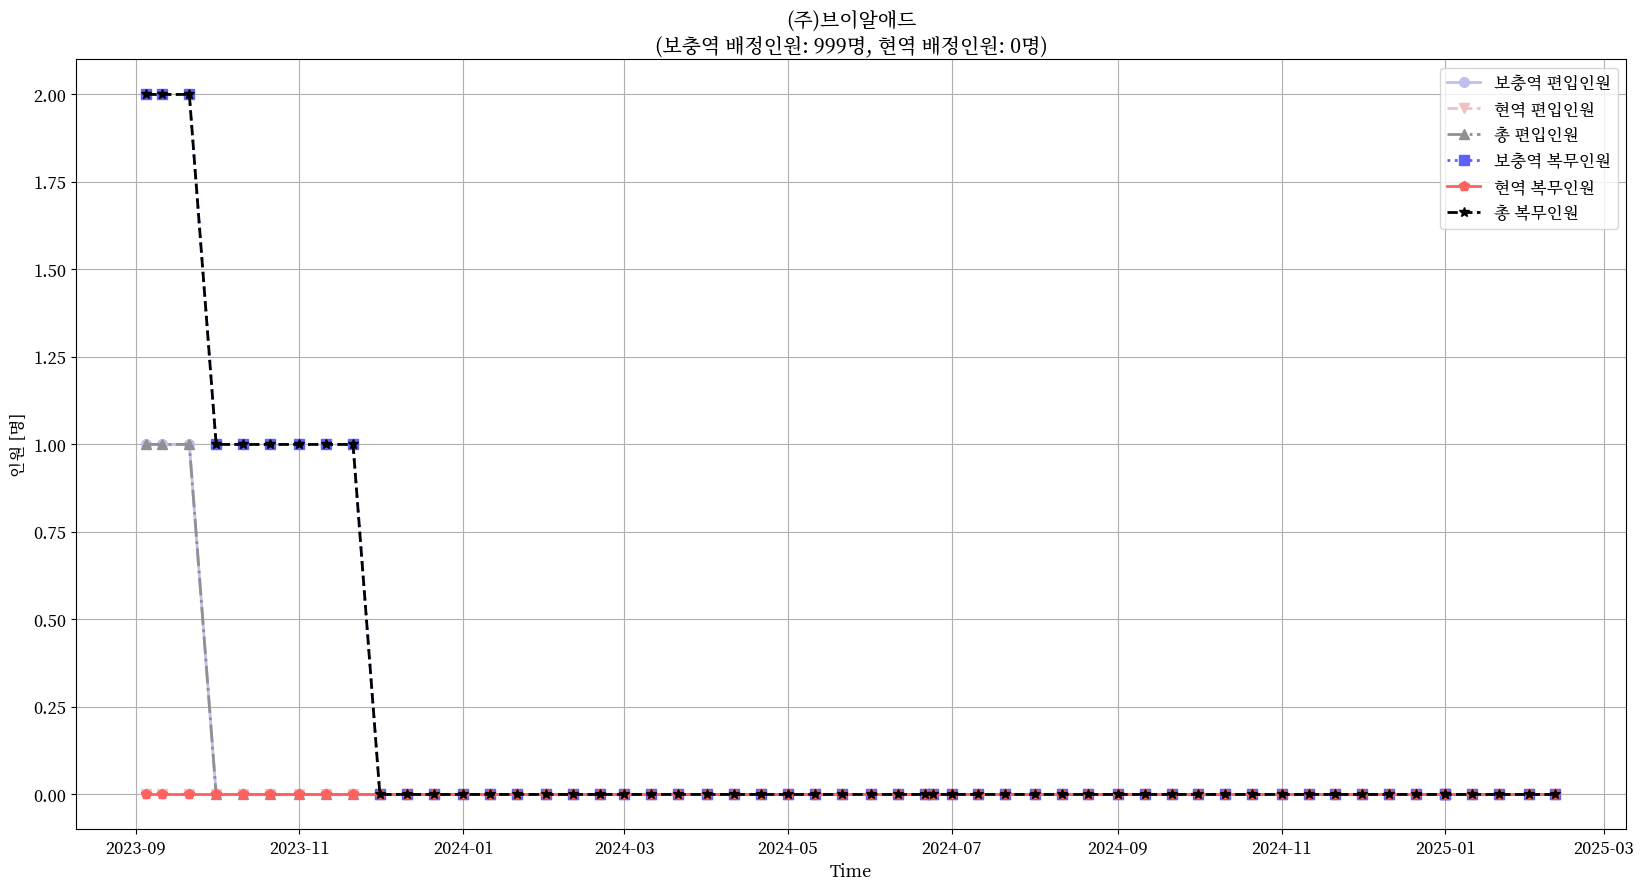 (주)브이알애드
(보충역 배정인원: 999명, 현역 배정인원: 0명)
보충역 편입인원
현역 편입인원
총 편입인원
보충역 복무인원
현역 복무인원
총 복무인원
인원 [명]
2.00
1.75
1.50
1.25
1.00
0.75
0.50
0.25
0.00
2023-09
2023-11
2024-01
2024-03
2024-05
2024-07
2024-09
2024-11
2025-01
2025-03
Time